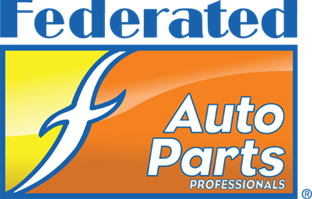 Federated
Auto
Parts
PROFESSIONALS
®